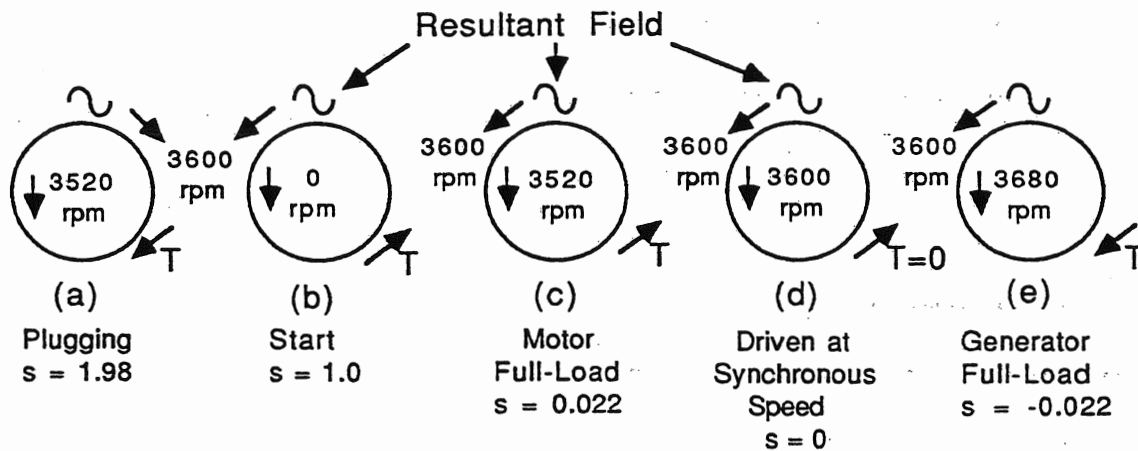 Resultant Field
3520
rpm
T
(a)
Plugging
s = 1.98
3600
rpm
0
rpm
T
(b)
Start
s = 1.0
3600
rpm
3520
rpm
T
(c)
Motor
Full-Load
s = 0.022
3600
rpm
3600
rpm
T=0
(d)
Driven at
Synchronous
Speed
s = 0
3600
rpm
3680
rpm
T
(e)
Generator
Full-Load
s = -0.022